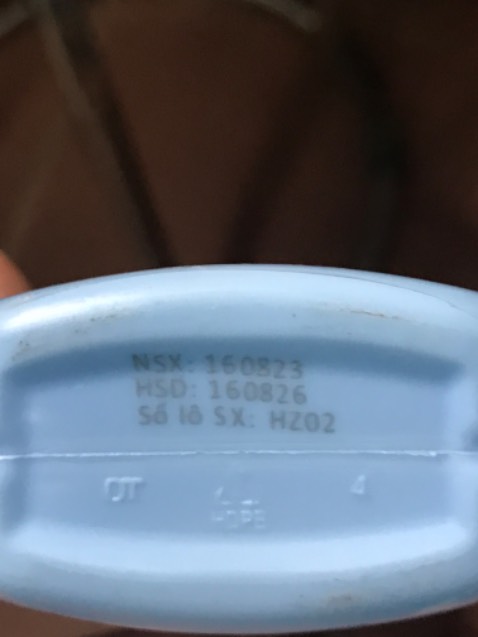 NSX: 160823
HSD: 160826
Số lô SX: HZ02
OT 4
HDPE